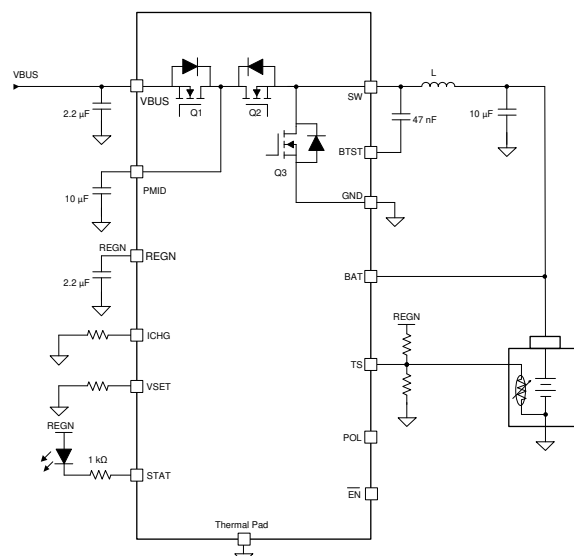 VBUS
2.2 µF
VBUS
Q1
Q2
SW
L
47 nF
10 µF
BTST
Q3
10 µF
PMID
GND
REGN
REGN
2.2 µF
BAT
REGN
ICHG
TS
VSET
REGN
POL
1 kΩ
STAT
EN
Thermal Pad